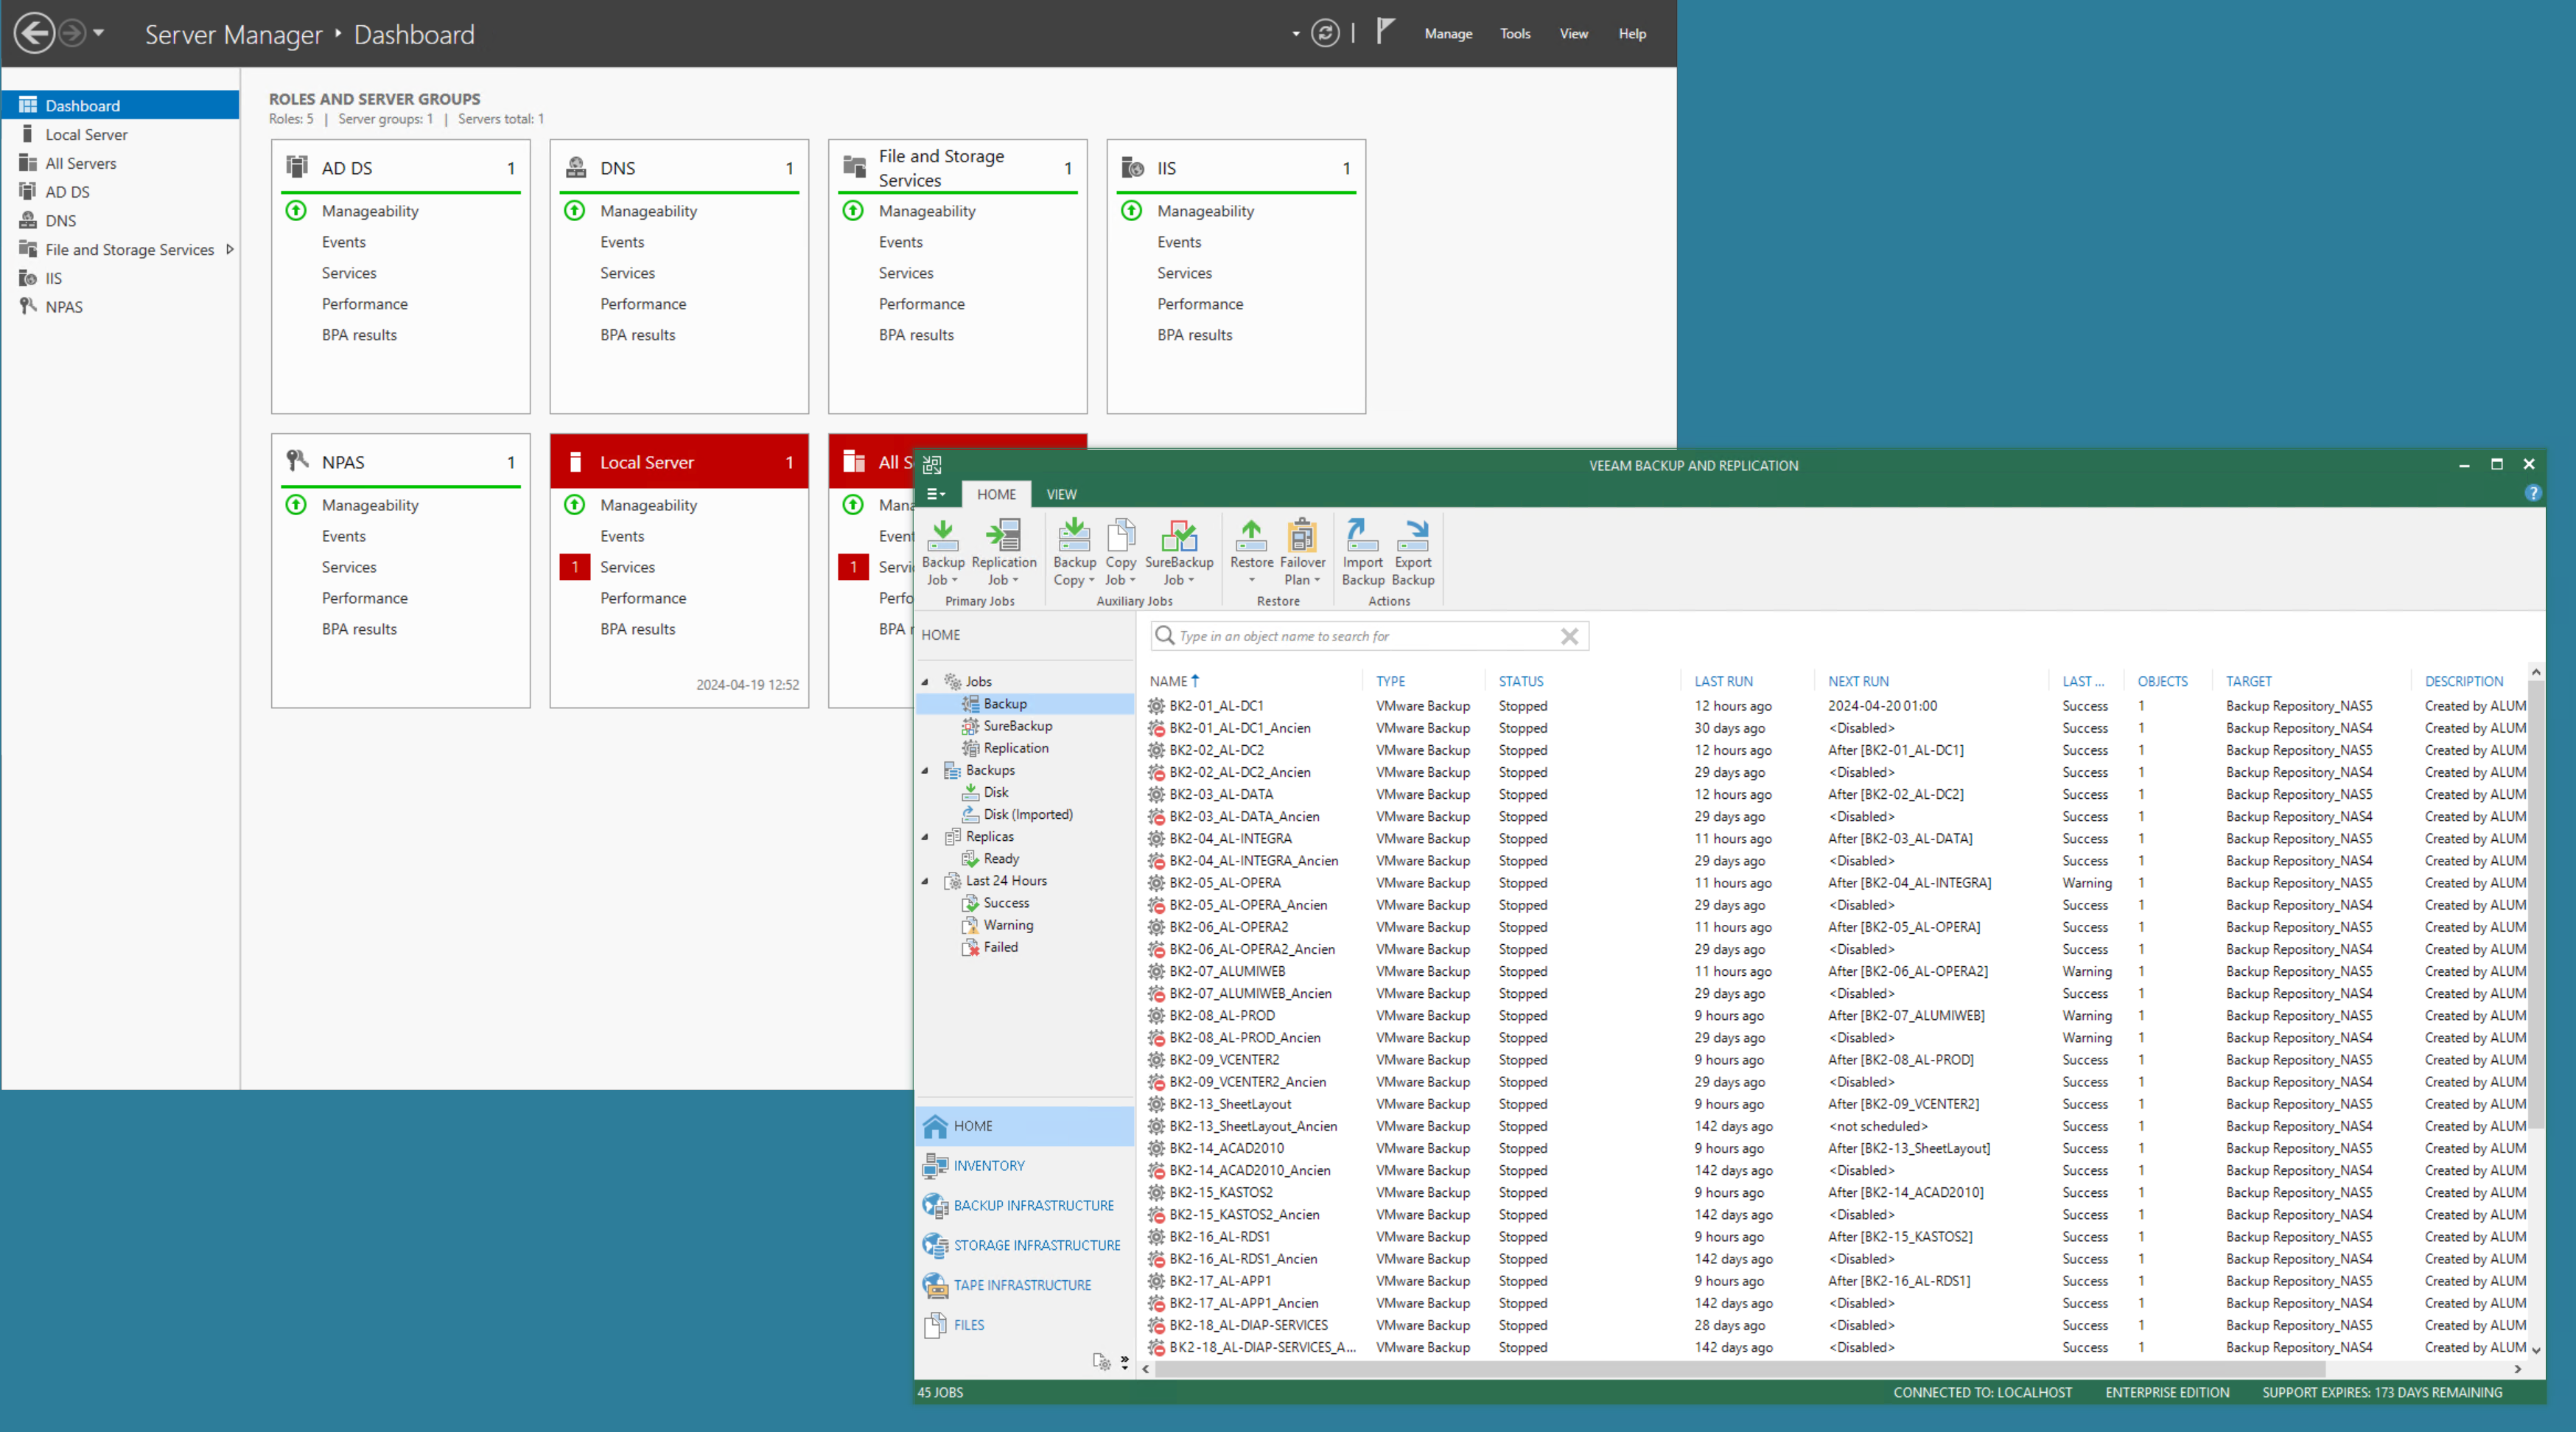 Server Manager ‣ Dashboard
Manage Tools View Help
Dashboard
Local Server
All Servers
AD DS
DNS
File and Storage Services
IIS
NPAS
ROLES AND SERVER GROUPS
Roles: 5 | Server groups: 1 | Servers total: 1
AD DS 1
Manageability
Events
Services
Performance
BPA results
DNS 1
Manageability
Events
Services
Performance
BPA results
File and Storage Services 1
Manageability
Events
Services
Performance
BPA results
IIS 1
Manageability
Events
Services
Performance
BPA results
NPAS 1
Manageability
Events
Services
Performance
BPA results
Local Server 1
Manageability
Events
1 Services
Performance
BPA results
2024-04-19 12:52
All S
Mana
Event
1 Servi
Perfo
BPA r
VEEAM BACKUP AND REPLICATION
HOME VIEW
Backup Job
Replication Job
Primary Jobs
Backup Copy
Copy Job
SureBackup Job
Auxiliary Jobs
Restore
Failover Plan
Restore
Import Backup
Export Backup
Actions
HOME
Jobs
Backup
SureBackup
Replication
Backups
Disk
Disk (Imported)
Replicas
Ready
Last 24 Hours
Success
Warning
Failed
HOME
INVENTORY
BACKUP INFRASTRUCTURE
STORAGE INFRASTRUCTURE
TAPE INFRASTRUCTURE
FILES
Type in an object name to search for
NAME TYPE STATUS LAST RUN NEXT RUN LAST ... OBJECTS TARGET DESCRIPTION
BK2-01_AL-DC1 VMware Backup Stopped 12 hours ago 2024-04-20 01:00 Success 1 Backup Repository_NAS5 Created by ALUM
BK2-01_AL-DC1_Ancien VMware Backup Stopped 30 days ago <Disabled> Success 1 Backup Repository_NAS4 Created by ALUM
BK2-02_AL-DC2 VMware Backup Stopped 12 hours ago After [BK2-01_AL-DC1] Success 1 Backup Repository_NAS5 Created by ALUM
BK2-02_AL-DC2_Ancien VMware Backup Stopped 29 days ago <Disabled> Success 1 Backup Repository_NAS4 Created by ALUM
BK2-03_AL-DATA VMware Backup Stopped 12 hours ago After [BK2-02_AL-DC2] Success 1 Backup Repository_NAS5 Created by ALUM
BK2-03_AL-DATA_Ancien VMware Backup Stopped 29 days ago <Disabled> Success 1 Backup Repository_NAS4 Created by ALUM
BK2-04_AL-INTEGRA VMware Backup Stopped 11 hours ago After [BK2-03_AL-DATA] Success 1 Backup Repository_NAS5 Created by ALUM
BK2-04_AL-INTEGRA_Ancien VMware Backup Stopped 29 days ago <Disabled> Success 1 Backup Repository_NAS4 Created by ALUM
BK2-05_AL-OPERA VMware Backup Stopped 11 hours ago After [BK2-04_AL-INTEGRA] Warning 1 Backup Repository_NAS5 Created by ALUM
BK2-05_AL-OPERA_Ancien VMware Backup Stopped 29 days ago <Disabled> Success 1 Backup Repository_NAS4 Created by ALUM
BK2-06_AL-OPERA2 VMware Backup Stopped 11 hours ago After [BK2-05_AL-OPERA] Success 1 Backup Repository_NAS5 Created by ALUM
BK2-06_AL-OPERA2_Ancien VMware Backup Stopped 29 days ago <Disabled> Success 1 Backup Repository_NAS4 Created by ALUM
BK2-07_ALUMIWEB VMware Backup Stopped 11 hours ago After [BK2-06_AL-OPERA2] Warning 1 Backup Repository_NAS5 Created by ALUM
BK2-07_ALUMIWEB_Ancien VMware Backup Stopped 29 days ago <Disabled> Success 1 Backup Repository_NAS4 Created by ALUM
BK2-08_AL-PROD VMware Backup Stopped 9 hours ago After [BK2-07_ALUMIWEB] Warning 1 Backup Repository_NAS5 Created by ALUM
BK2-08_AL-PROD_Ancien VMware Backup Stopped 29 days ago <Disabled> Warning 1 Backup Repository_NAS4 Created by ALUM
BK2-09_VCENTER2 VMware Backup Stopped 9 hours ago After [BK2-08_AL-PROD] Success 1 Backup Repository_NAS5 Created by ALUM
BK2-09_VCENTER2_Ancien VMware Backup Stopped 29 days ago <Disabled> Success 1 Backup Repository_NAS4 Created by ALUM
BK2-13_SheetLayout VMware Backup Stopped 9 hours ago After [BK2-09_VCENTER2] Success 1 Backup Repository_NAS5 Created by ALUM
BK2-13_SheetLayout_Ancien VMware Backup Stopped 142 days ago <not scheduled> Success 1 Backup Repository_NAS4 Created by ALUM
BK2-14_ACAD2010 VMware Backup Stopped 9 hours ago After [BK2-13_SheetLayout] Success 1 Backup Repository_NAS5 Created by ALUM
BK2-14_ACAD2010_Ancien VMware Backup Stopped 142 days ago <Disabled> Success 1 Backup Repository_NAS4 Created by ALUM
BK2-15_KASTOS2 VMware Backup Stopped 9 hours ago After [BK2-14_ACAD2010] Success 1 Backup Repository_NAS5 Created by ALUM
BK2-15_KASTOS2_Ancien VMware Backup Stopped 142 days ago <Disabled> Success 1 Backup Repository_NAS4 Created by ALUM
BK2-16_AL-RDS1 VMware Backup Stopped 9 hours ago After [BK2-15_KASTOS2] Success 1 Backup Repository_NAS5 Created by ALUM
BK2-16_AL-RDS1_Ancien VMware Backup Stopped 142 days ago <Disabled> Success 1 Backup Repository_NAS4 Created by ALUM
BK2-17_AL-APP1 VMware Backup Stopped 9 hours ago After [BK2-16_AL-RDS1] Success 1 Backup Repository_NAS5 Created by ALUM
BK2-17_AL-APP1_Ancien VMware Backup Stopped 142 days ago <Disabled> Success 1 Backup Repository_NAS4 Created by ALUM
BK2-18_AL-DIAP-SERVICES VMware Backup Stopped 28 days ago <Disabled> Success 1 Backup Repository_NAS5 Created by ALUM
BK2-18_AL-DIAP-SERVICES_A... VMware Backup Stopped 142 days ago <Disabled> Success 1 Backup Repository_NAS4 Created by ALUM
45 JOBS CONNECTED TO: LOCALHOST ENTERPRISE EDITION SUPPORT EXPIRES: 173 DAYS REMAINING